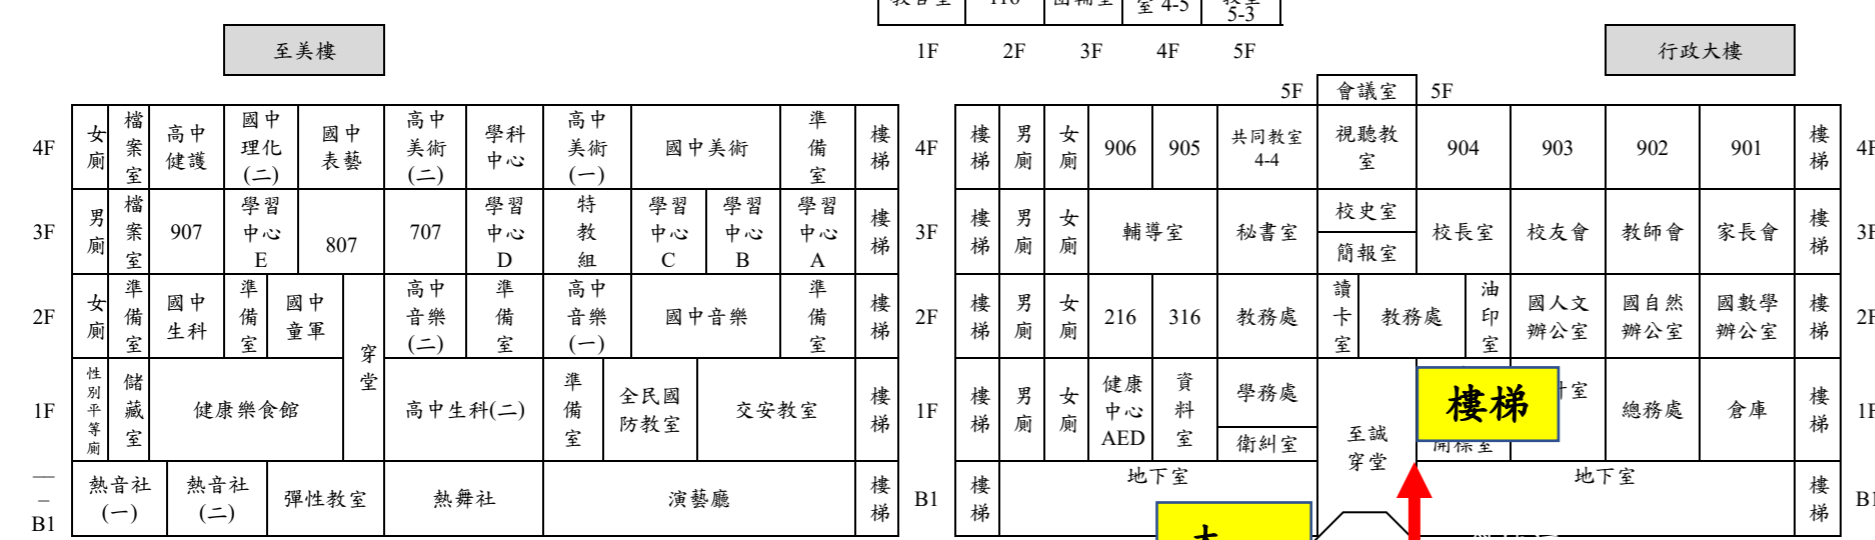 室 4-5
5-3
至美樓
1F 2F 3F 4F 5F
行政大樓
5F 會議室 5F
4F 女廁 檔案室 高中健護 國中理化(二) 國中表藝 高中美術(二) 學科中心 高中美術(一) 國中美術 準備室 樓梯 4F 樓梯 男廁 女廁 906 905 共同教室4-4 視聽教室 904 903 902 901 樓梯 4F
3F 男廁 檔案室 907 學習中心E 807 707 學習中心D 特教組 學習中心C 學習中心B 學習中心A 樓梯 3F 樓梯 男廁 女廁 輔導室 秘書室 校史室 簡報室 校長室 校友會 教師會 家長會 樓梯 3F
2F 女廁 準備室 國中生科 準備室 國中童軍 穿堂 高中音樂(二) 準備室 高中音樂(一) 國中音樂 準備室 樓梯 2F 樓梯 男廁 女廁 216 316 教務處 讀卡室 教務處 油印室 國人文辦公室 國自然辦公室 國數學辦公室 樓梯 2F
1F 性別平等廁 儲藏室 健康樂食館 高中生科(二) 準備室 全民國防教室 交安教室 樓梯 1F 樓梯 男廁 女廁 健康中心AED 資料室 學務處 衛糾室 至誠穿堂 樓梯 室 總務處 倉庫 樓梯 1F
B1 熱音社(一) 熱音社(二) 彈性教室 熱舞社 演藝廳 樓梯 B1 樓梯 地下室 地下室 樓梯 B1